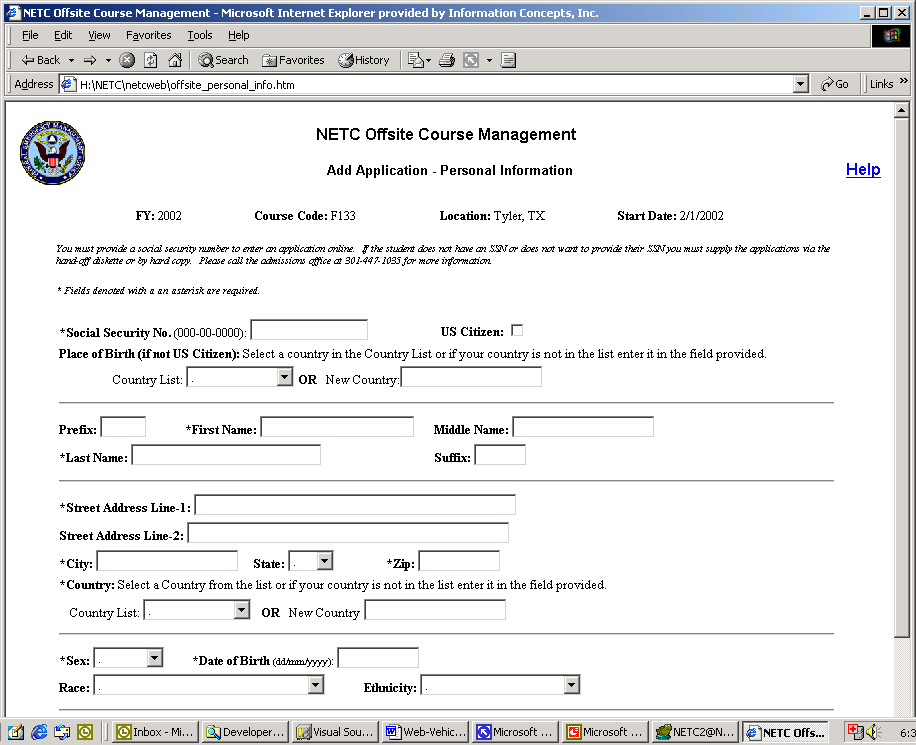 NETC Offsite Course Management - Microsoft Internet Explorer provided by Information Concepts, Inc.
File Edit View Favorites Tools Help
Back Search Favorites History
Address H:\NETC\netcweb\offsite_personal_info.htm Go Links »
NETC Offsite Course Management
Add Application - Personal Information
Help
FY: 2002 Course Code: F133 Location: Tyler, TX Start Date: 2/1/2002
You must provide a social security number to enter an application online. If the student does not have an SSN or does not want to provide their SSN you must supply the applications via the
hand-off diskette or by hard copy. Please call the admissions office at 301-447-1035 for more information.
* Fields denoted with a an asterisk are required.
*Social Security No. (000-00-0000): US Citizen:
Place of Birth (if not US Citizen): Select a country in the Country List or if your country is not in the list enter it in the field provided.
Country List: . OR New Country:
Prefix: *First Name: Middle Name:
*Last Name: Suffix:
*Street Address Line-1:
Street Address Line-2:
*City: State: . *Zip:
*Country: Select a Country from the list or if your country is not in the list enter it in the field provided.
Country List: . OR New Country
*Sex: . *Date of Birth (dd/mm/yyyy):
Race: . Ethnicity: .
Inbox - Mi... Developer... Visual Sou... Web-Vehic... Microsoft ... Microsoft ... NETC2@N... NETC Offs... 6:3